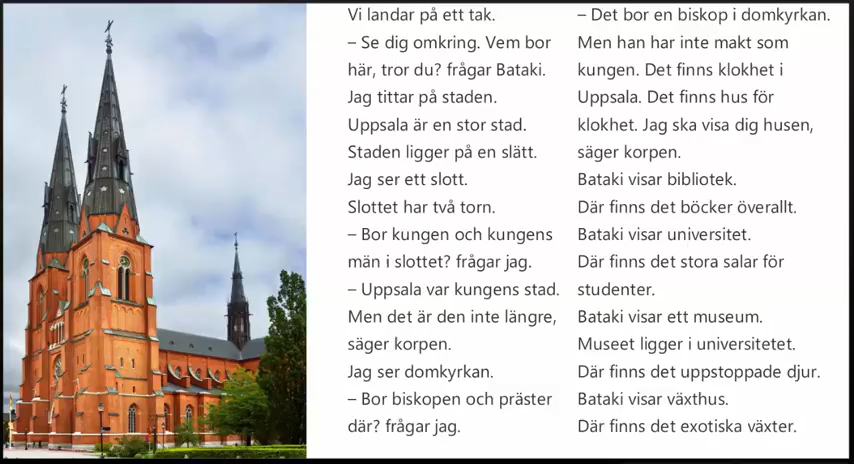 Vi landar på ett tak.
– Se dig omkring. Vem bor
här, tror du? frågar Bataki.
Jag tittar på staden.
Uppsala är en stor stad.
Staden ligger på en slätt.
Jag ser ett slott.
Slottet har två torn.
– Bor kungen och kungens
män i slottet? frågar jag.
– Uppsala var kungens stad.
Men det är den inte längre,
säger korpen.
Jag ser domkyrkan.
– Bor biskopen och präster
där? frågar jag.
– Det bor en biskop i domkyrkan.
Men han har inte makt som
kungen. Det finns klokhet i
Uppsala. Det finns hus för
klokhet. Jag ska visa dig husen,
säger korpen.
Bataki visar bibliotek.
Där finns det böcker överallt.
Bataki visar universitet.
Där finns det stora salar för
studenter.
Bataki visar ett museum.
Museet ligger i universitetet.
Där finns det uppstoppade djur.
Bataki visar växthus.
Där finns det exotiska växter.